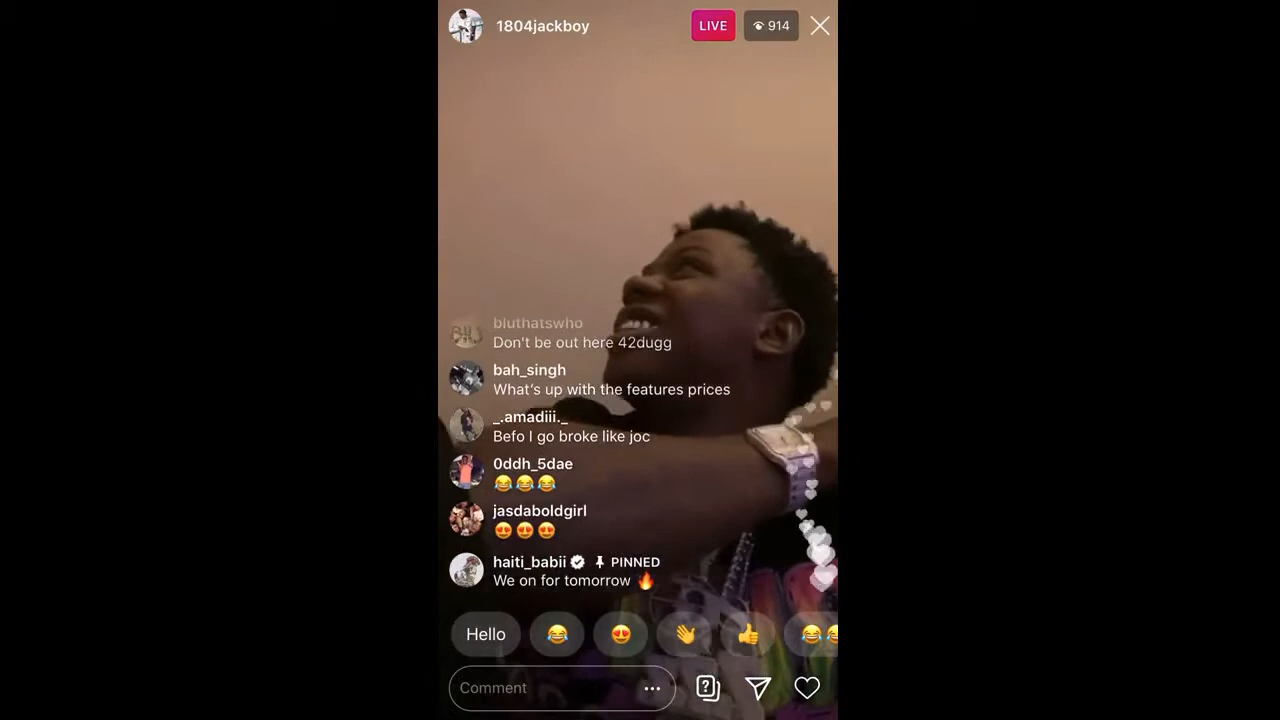 1804jackboy
LIVE
914
bluthatswho
Don't be out here 42dugg
bah_singh
What's up with the features prices
_.amadiii._
Befo I go broke like joc
0ddh_5dae
😂😂😂
jasdaboldgirl
😍😍😍
haiti_babii PINNED
We on for tomorrow 🔥
Hello 😂 😍 👋 👍 😂😂
Comment